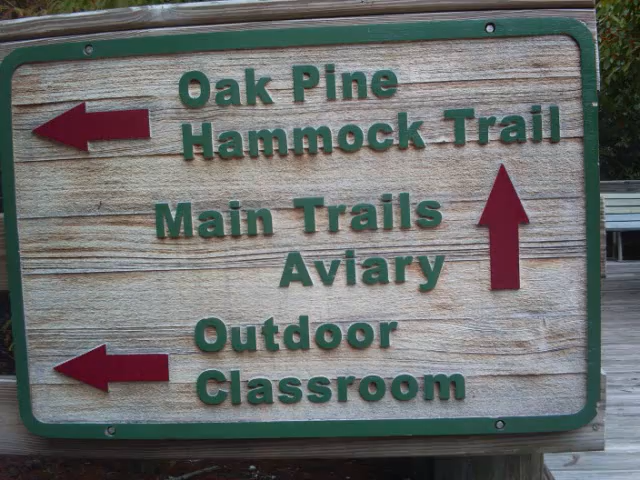 Oak Pine
Hammock Trail
Main Trails
Aviary
Outdoor
Classroom